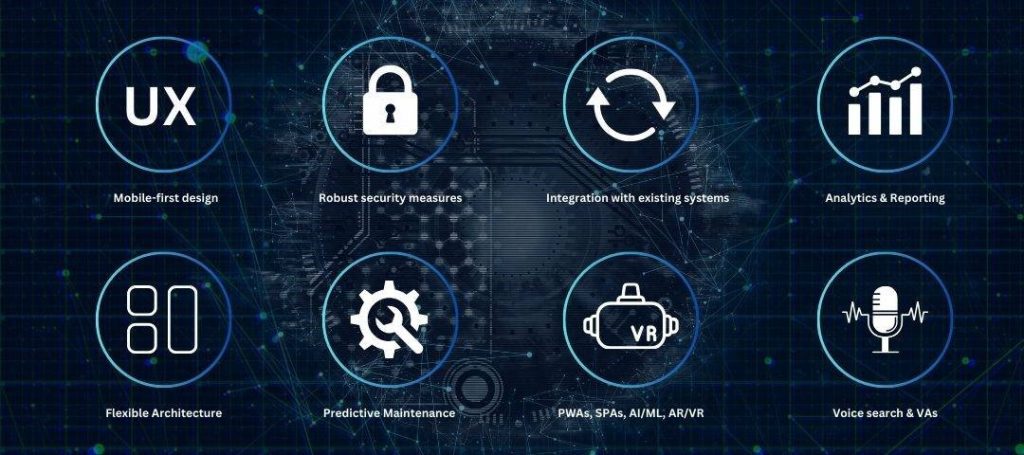 UX
Mobile-first design
Robust security measures
Integration with existing systems
Analytics & Reporting
VR
Flexible Architecture
Predictive Maintenance
PWAs, SPAs, AI/ML, AR/VR
Voice search & VAs